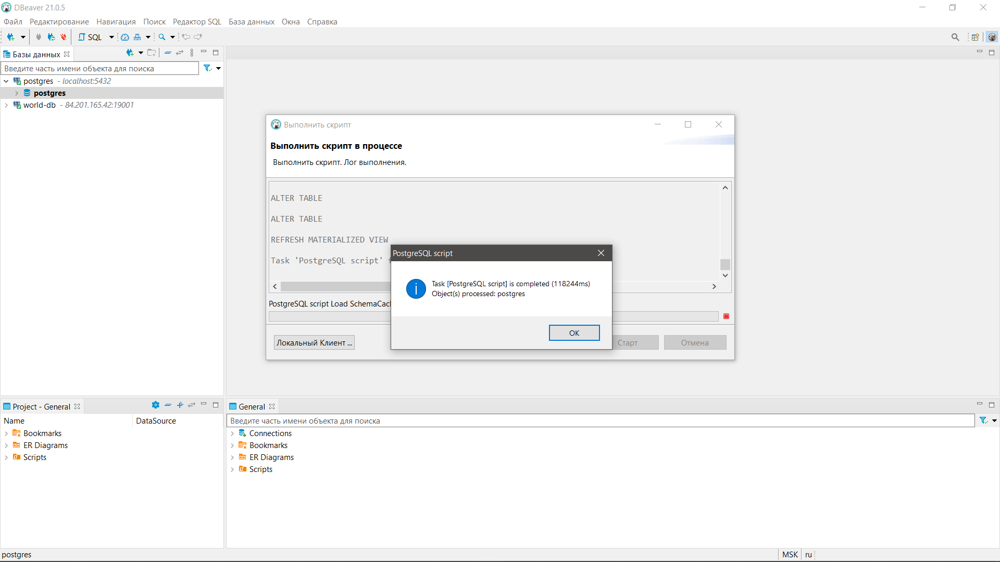 DBeaver 21.0.5
Файл Редактирование Навигация Поиск Редактор SQL База данных Окна Справка
SQL
Базы данных
Введите часть имени объекта для поиска
postgres - localhost:5432
postgres
world-db - 84.201.165.42:19001
Выполнить скрипт
Выполнить скрипт в процессе
Выполнить скрипт. Лог выполнения.
ALTER TABLE
ALTER TABLE
REFRESH MATERIALIZED VIEW
Task 'PostgreSQL script'
PostgreSQL script Load SchemaCac
Локальный Клиент ...
Старт
Отмена
PostgreSQL script
Task [PostgreSQL script] is completed (118244ms)
Object(s) processed: postgres
OK
Project - General
Name DataSource
Bookmarks
ER Diagrams
Scripts
General
Введите часть имени объекта для поиска
Connections
Bookmarks
ER Diagrams
Scripts
postgres
MSK ru